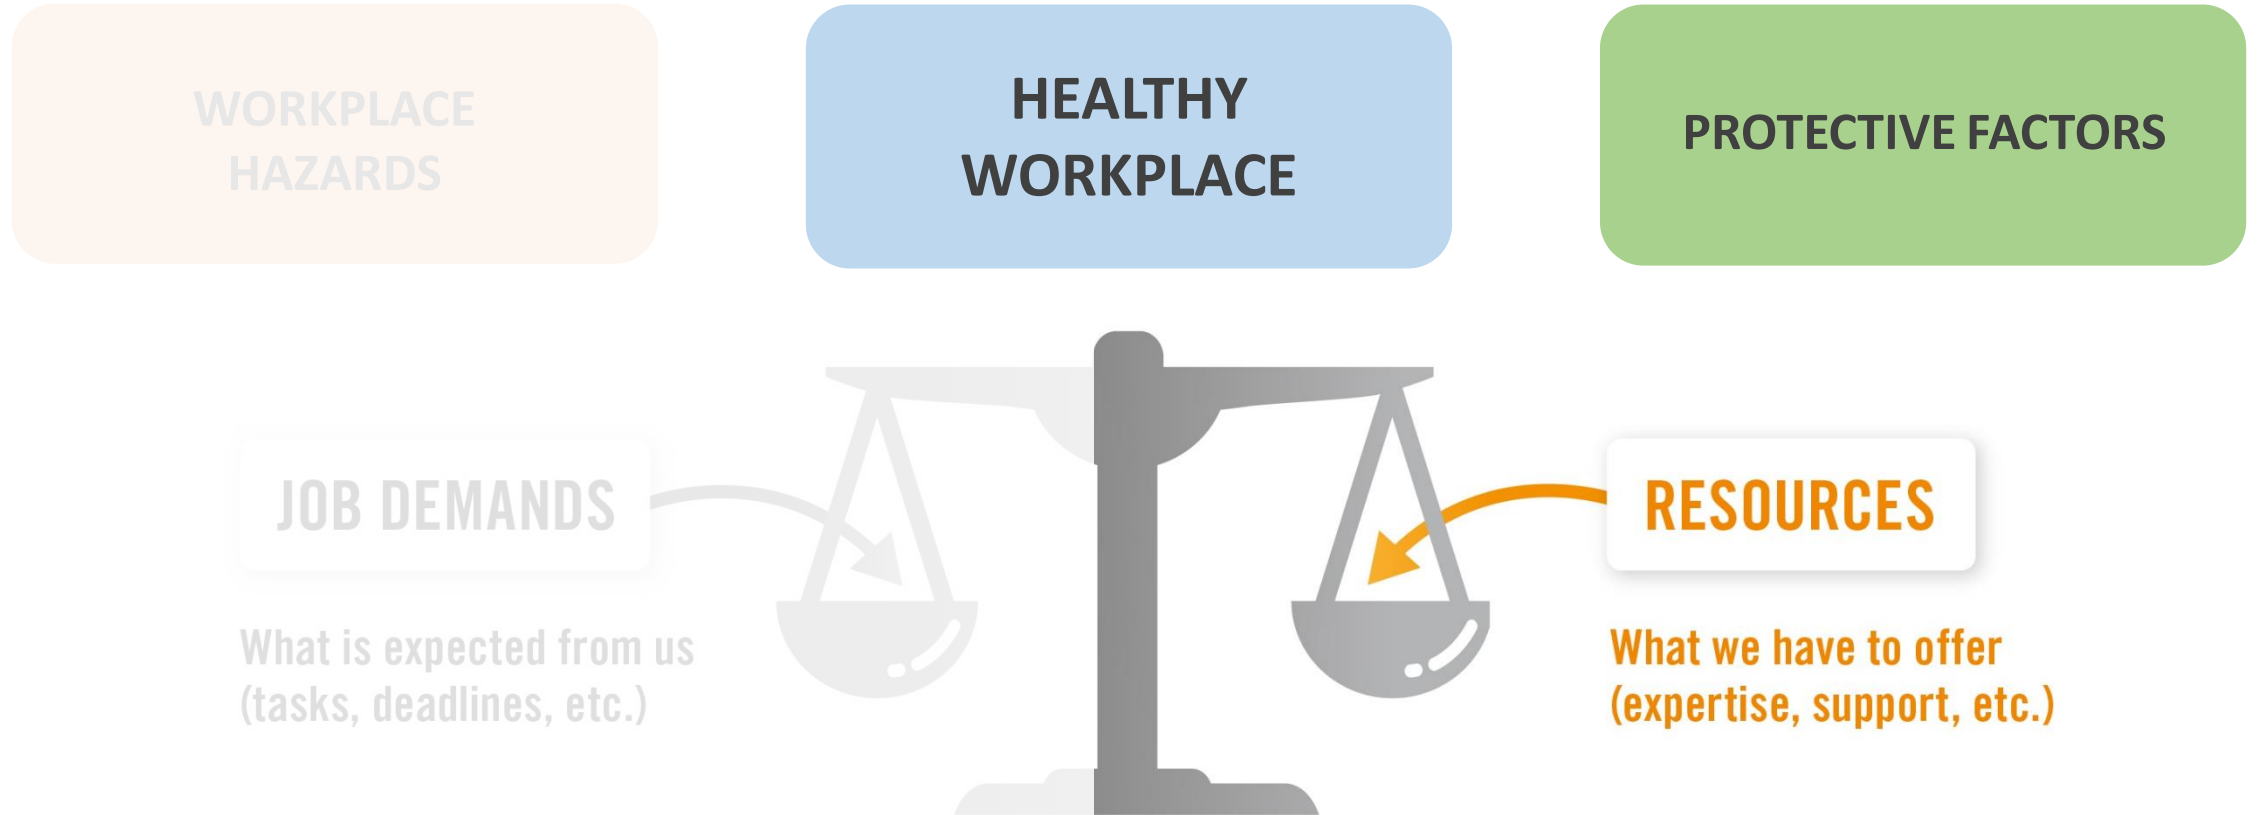 WORKPLACE
HAZARDS
HEALTHY
WORKPLACE
PROTECTIVE FACTORS
JOB DEMANDS
What is expected from us
(tasks, deadlines, etc.)
RESOURCES
What we have to offer
(expertise, support, etc.)